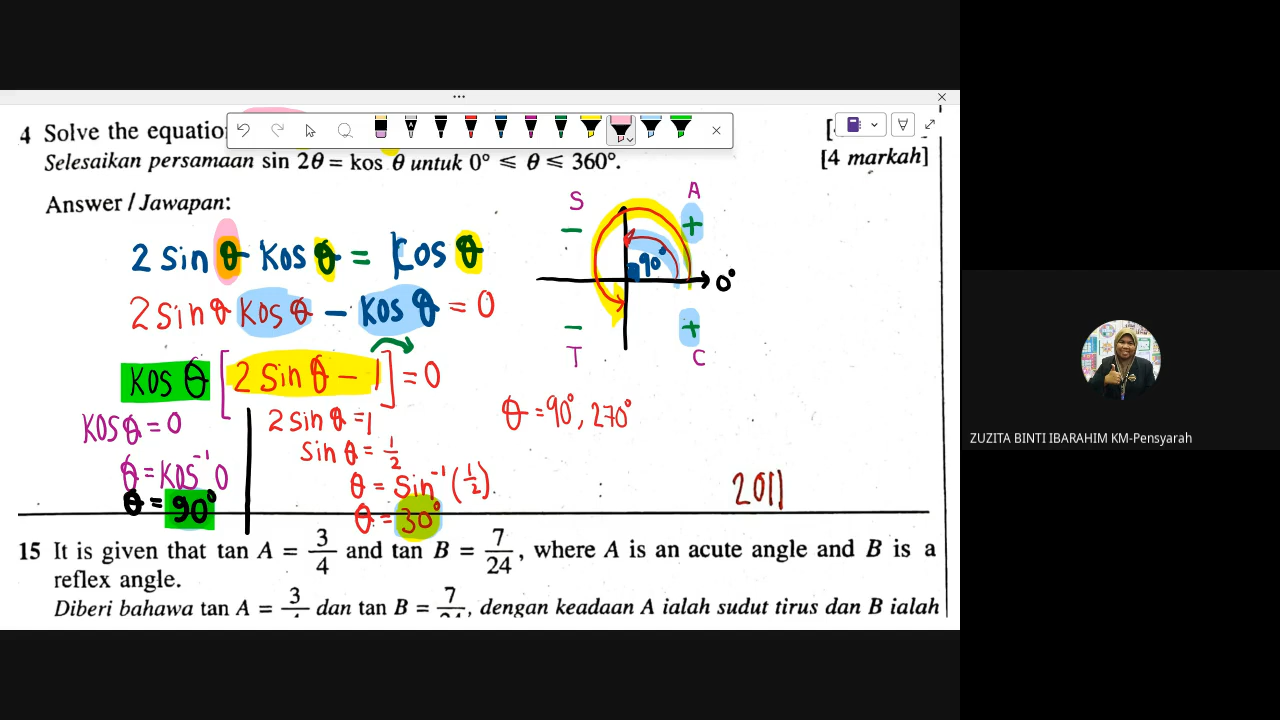 4 Solve the equation
Selesaikan persamaan sin 2θ = kos θ untuk 0° ≤ θ ≤ 360°.
[4 markah]
Answer / Jawapan:
2 sin θ kos θ = kos θ
2 sin θ kos θ – kos θ = 0
kos θ [2 sin θ – 1] = 0
kos θ = 0
θ = kos⁻¹ 0
θ = 90°
2 sin θ = 1
sin θ = 1/2
θ = sin⁻¹ (1/2)
θ = 30°
S A
– +
90°
0°
– +
T C
θ = 90°, 270°
2011
15 It is given that tan A = 3/4 and tan B = 7/24, where A is an acute angle and B is a
reflex angle.
Diberi bahawa tan A = 3/4 dan tan B = 7/24, dengan keadaan A ialah sudut tirus dan B ialah
ZUZITA BINTI IBARAHIM KM-Pensyarah